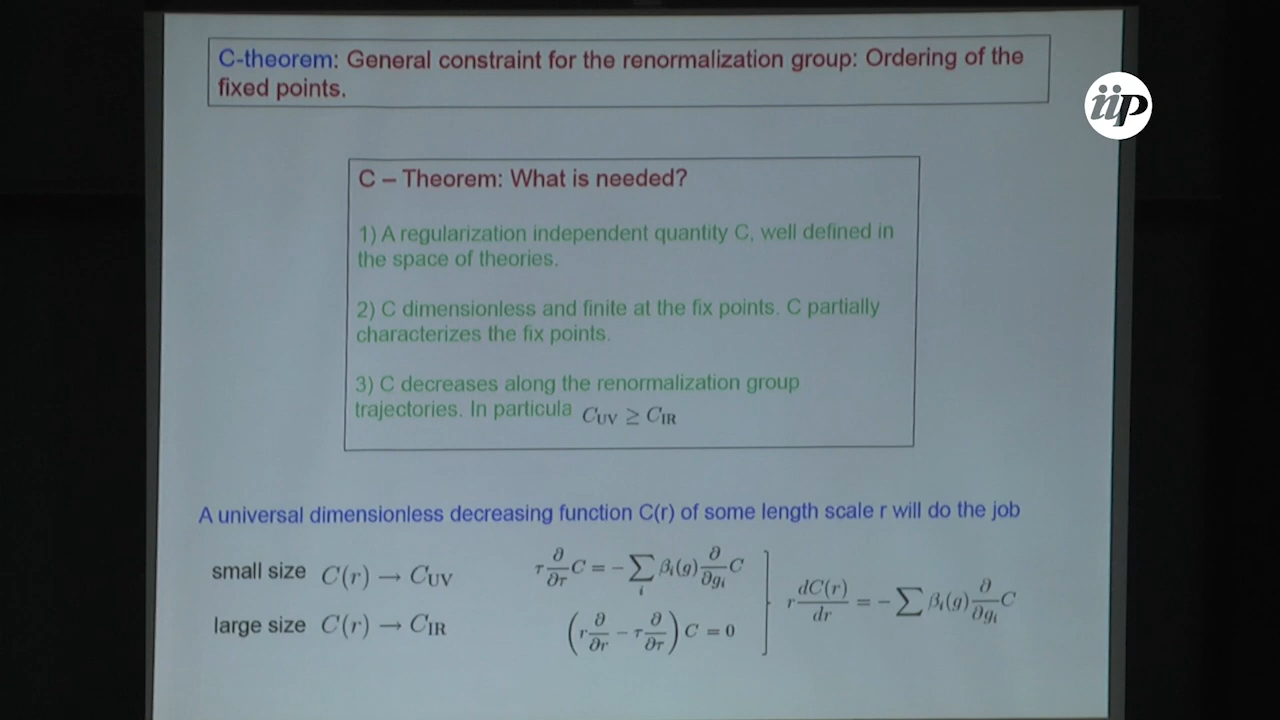 C-theorem: General constraint for the renormalization group: Ordering of the
fixed points.
iip
C – Theorem: What is needed?
1) A regularization independent quantity C, well defined in
the space of theories.
2) C dimensionless and finite at the fix points. C partially
characterizes the fix points.
3) C decreases along the renormalization group
trajectories. In particula C_UV ≥ C_IR
A universal dimensionless decreasing function C(r) of some length scale r will do the job
small size C(r) → C_UV
large size C(r) → C_IR
τ ∂/∂τ C = − ∑_i β_i(g) ∂/∂g_i C
(r ∂/∂r − τ ∂/∂τ) C = 0
r dC(r)/dr = − ∑ β_i(g) ∂/∂g_i C